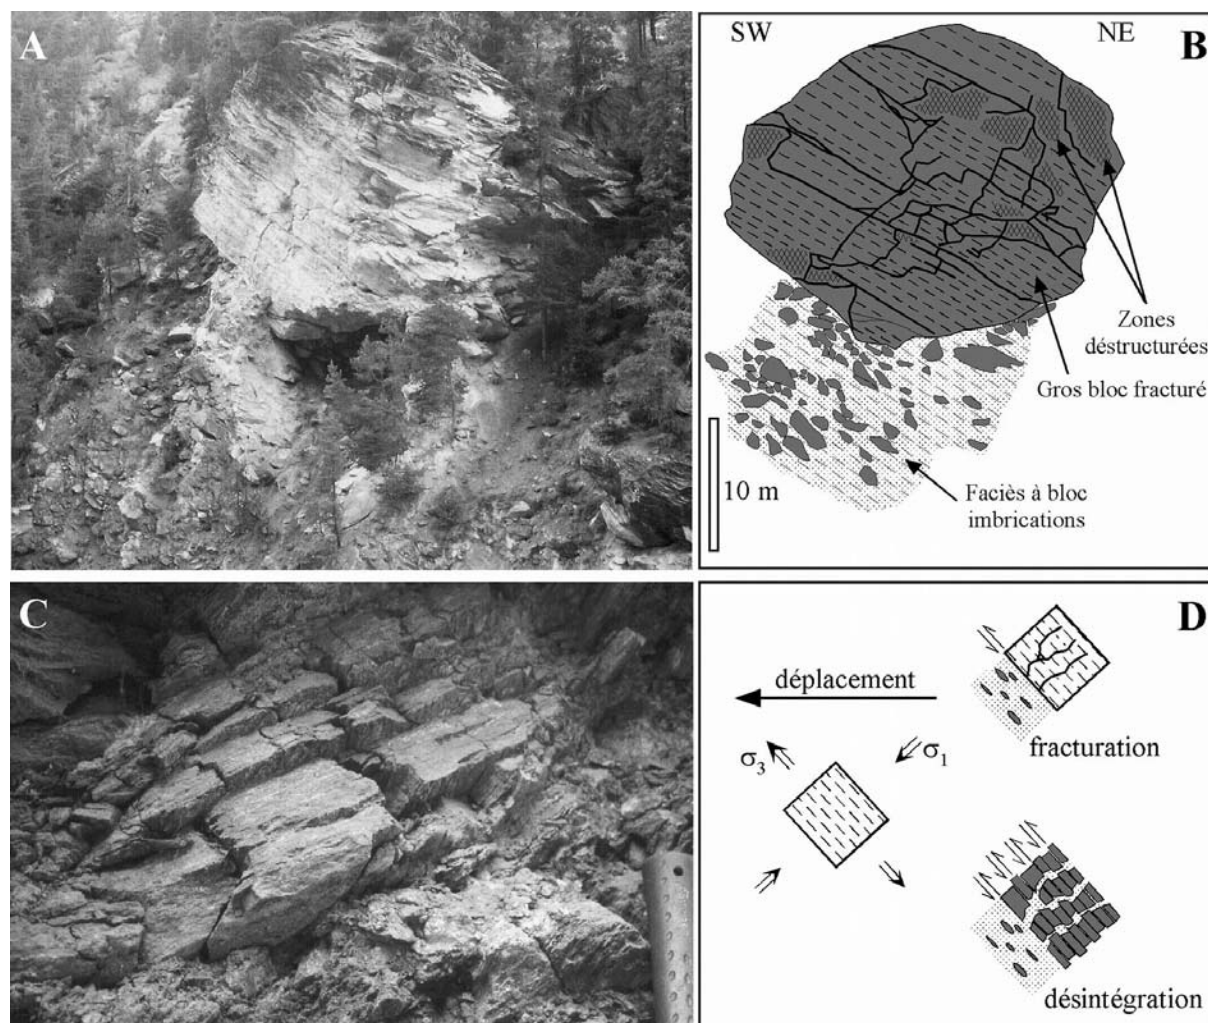 A
SW
NE
B
Zones
déstructurées
Gros bloc fracturé
10 m
Faciès à bloc
imbrications
C
D
déplacement
fracturation
σ3
σ1
désintégration